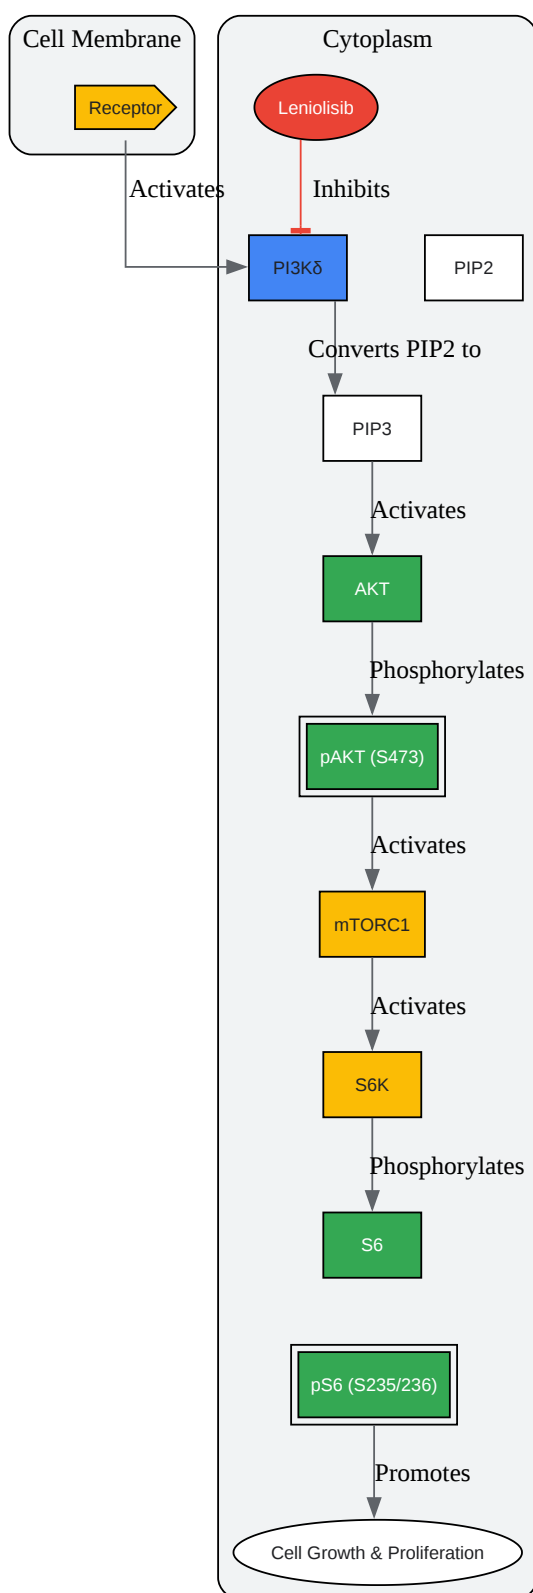 Cell Membrane
Cytoplasm
Receptor
Leniolisib
Activates
Inhibits
PI3Kδ
PIP2
Converts PIP2 to
PIP3
Activates
AKT
Phosphorylates
pAKT (S473)
Activates
mTORC1
Activates
S6K
Phosphorylates
S6
pS6 (S235/236)
Promotes
Cell Growth & Proliferation